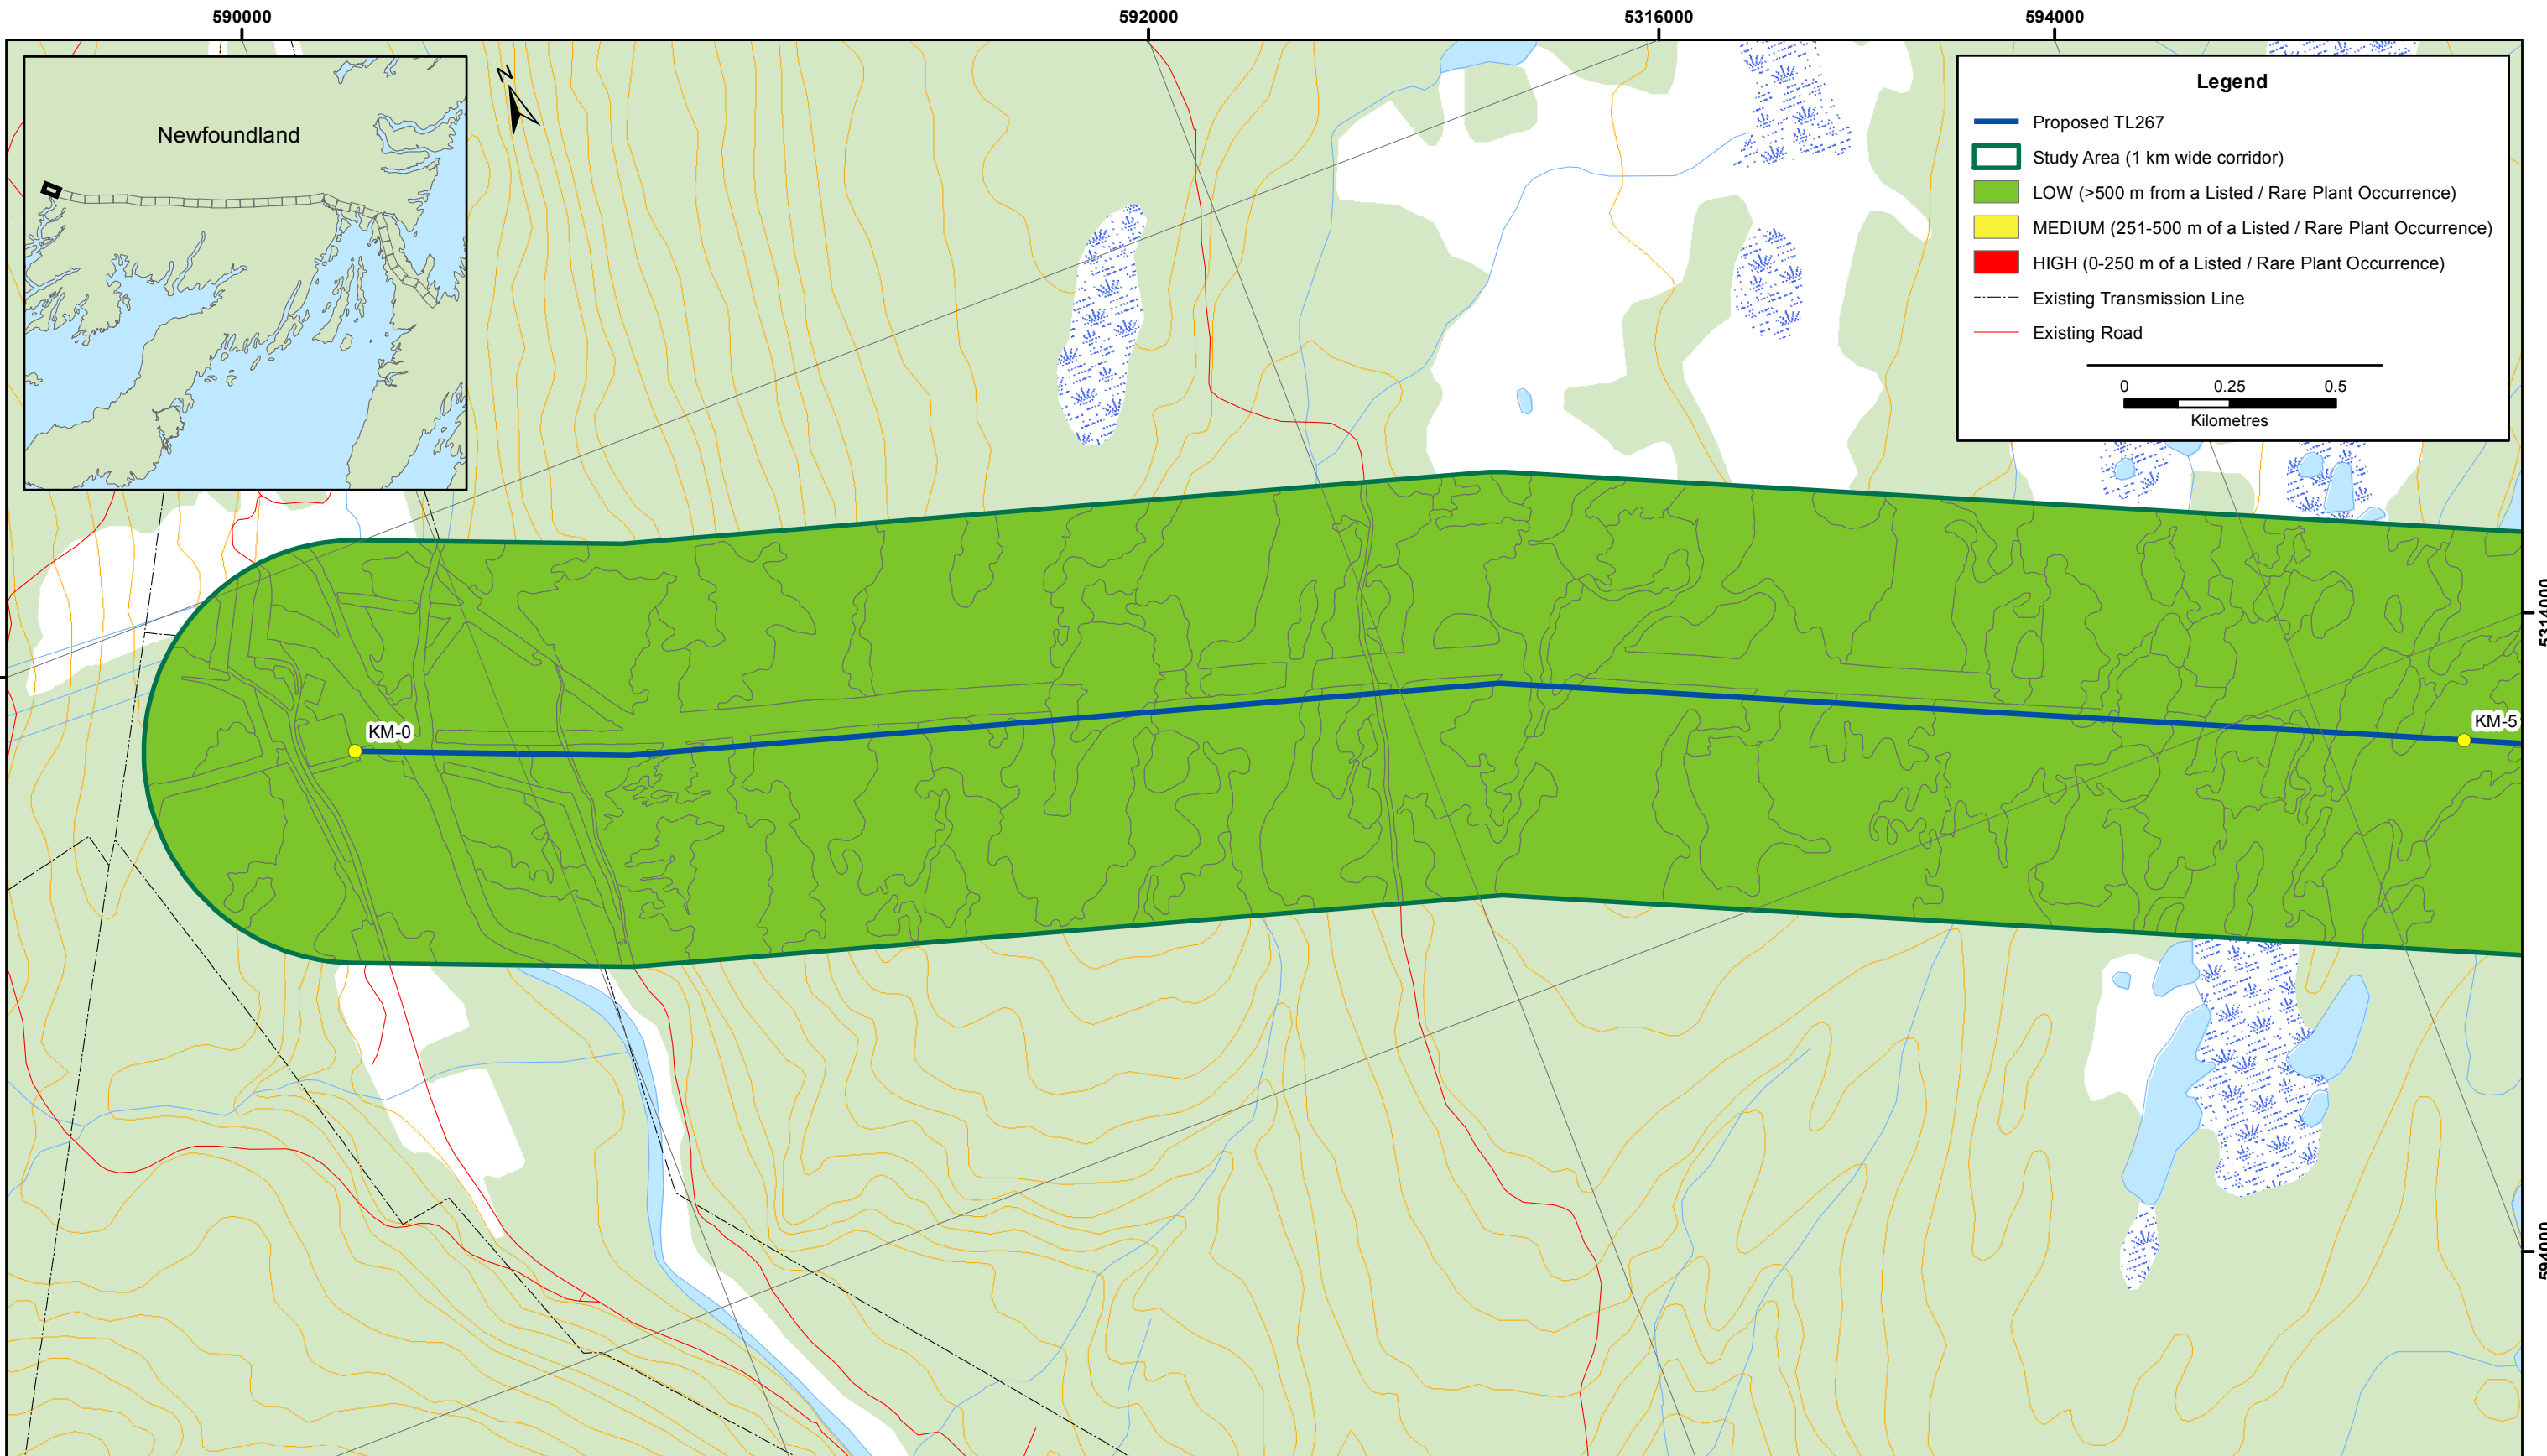 590000
592000
5316000
594000
Newfoundland
N
Legend
Proposed TL267
Study Area (1 km wide corridor)
LOW (>500 m from a Listed / Rare Plant Occurrence)
MEDIUM (251-500 m of a Listed / Rare Plant Occurrence)
HIGH (0-250 m of a Listed / Rare Plant Occurrence)
Existing Transmission Line
Existing Road
0 0.25 0.5
Kilometres
5314000
KM-0
KM-5
594000